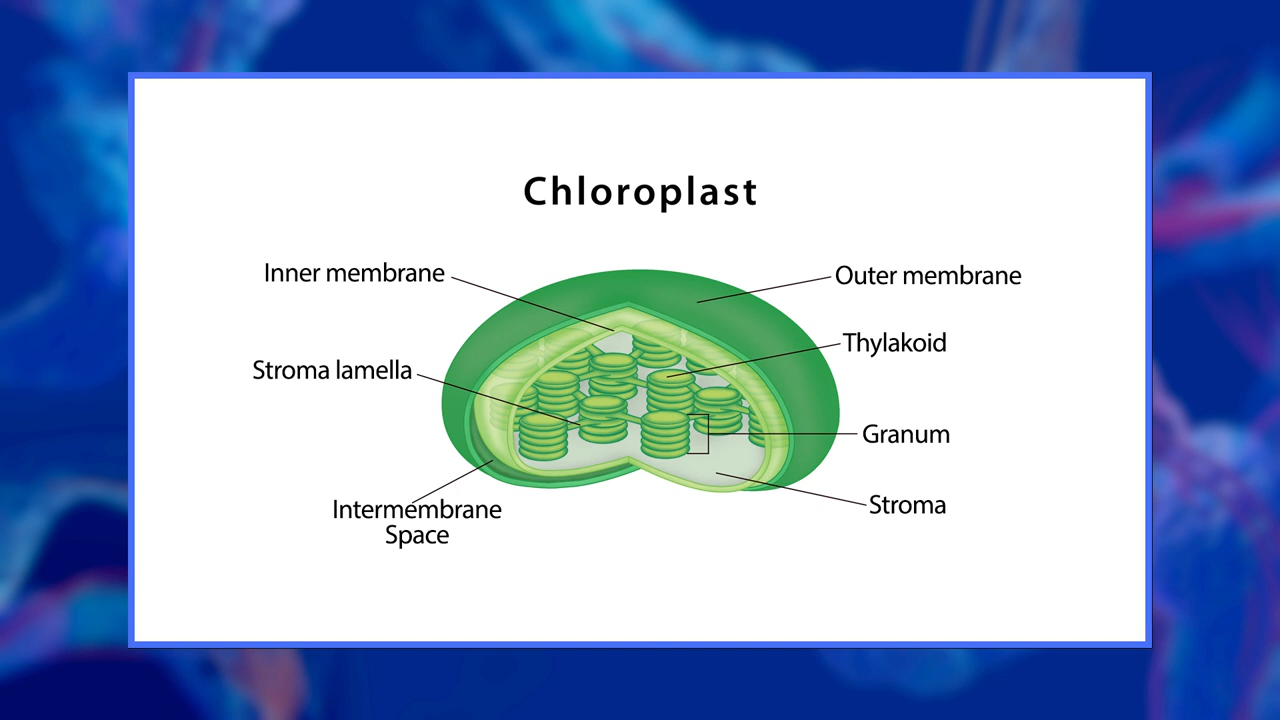 Chloroplast
Inner membrane
Outer membrane
Thylakoid
Stroma lamella
Granum
Stroma
Intermembrane
Space